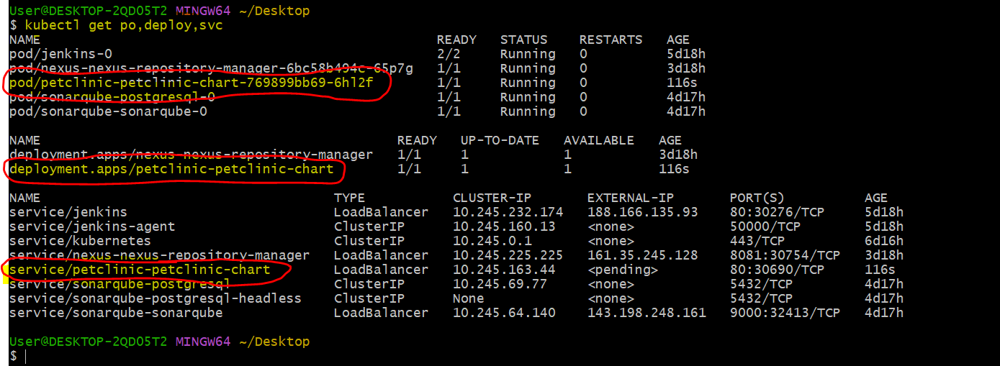 User@DESKTOP-2QDO5T2 MINGW64 ~/Desktop
$ kubectl get po,deploy,svc
NAME READY STATUS RESTARTS AGE
pod/jenkins-0 2/2 Running 0 5d18h
pod/nexus-nexus-repository-manager-6bc58b494c-65p7g 1/1 Running 0 3d18h
pod/petclinic-petclinic-chart-769899bb69-6hl2f 1/1 Running 0 116s
pod/sonarqube-postgresql-0 1/1 Running 0 4d17h
pod/sonarqube-sonarqube-0 1/1 Running 0 4d17h
NAME READY UP-TO-DATE AVAILABLE AGE
deployment.apps/nexus-nexus-repository-manager 1/1 1 1 3d18h
deployment.apps/petclinic-petclinic-chart 1/1 1 1 116s
NAME TYPE CLUSTER-IP EXTERNAL-IP PORT(S) AGE
service/jenkins LoadBalancer 10.245.232.174 188.166.135.93 80:30276/TCP 5d18h
service/jenkins-agent ClusterIP 10.245.160.13 <none> 50000/TCP 5d18h
service/kubernetes ClusterIP 10.245.0.1 <none> 443/TCP 6d16h
service/nexus-nexus-repository-manager LoadBalancer 10.245.225.225 161.35.245.128 8081:30754/TCP 3d18h
service/petclinic-petclinic-chart LoadBalancer 10.245.163.44 <pending> 80:30690/TCP 116s
service/sonarqube-postgresql ClusterIP 10.245.69.77 <none> 5432/TCP 4d17h
service/sonarqube-postgresql-headless ClusterIP None <none> 5432/TCP 4d17h
service/sonarqube-sonarqube LoadBalancer 10.245.64.140 143.198.248.161 9000:32413/TCP 4d17h
User@DESKTOP-2QDO5T2 MINGW64 ~/Desktop
$